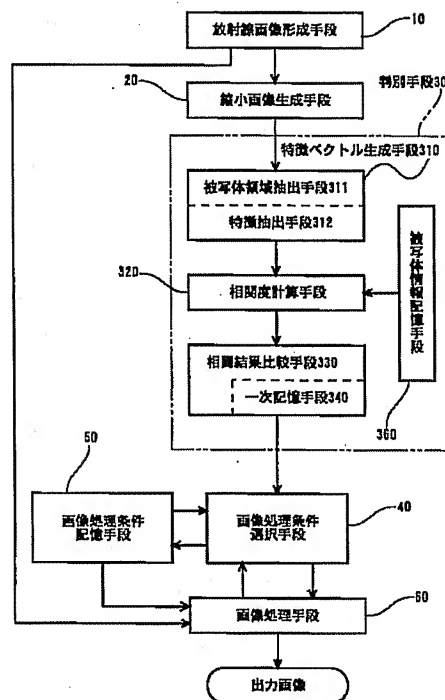 放射線画像形成手段
10
20
縮小画像生成手段
判別手段30
特徴ベクトル生成手段310
被写体領域抽出手段311
特徴抽出手段312
320
相関度計算手段
被写体情報記憶手段
相関結果比較手段330
一次記憶手段340
360
50
40
画像処理条件
記憶手段
画像処理条件
選択手段
60
画像処理手段
出力画像